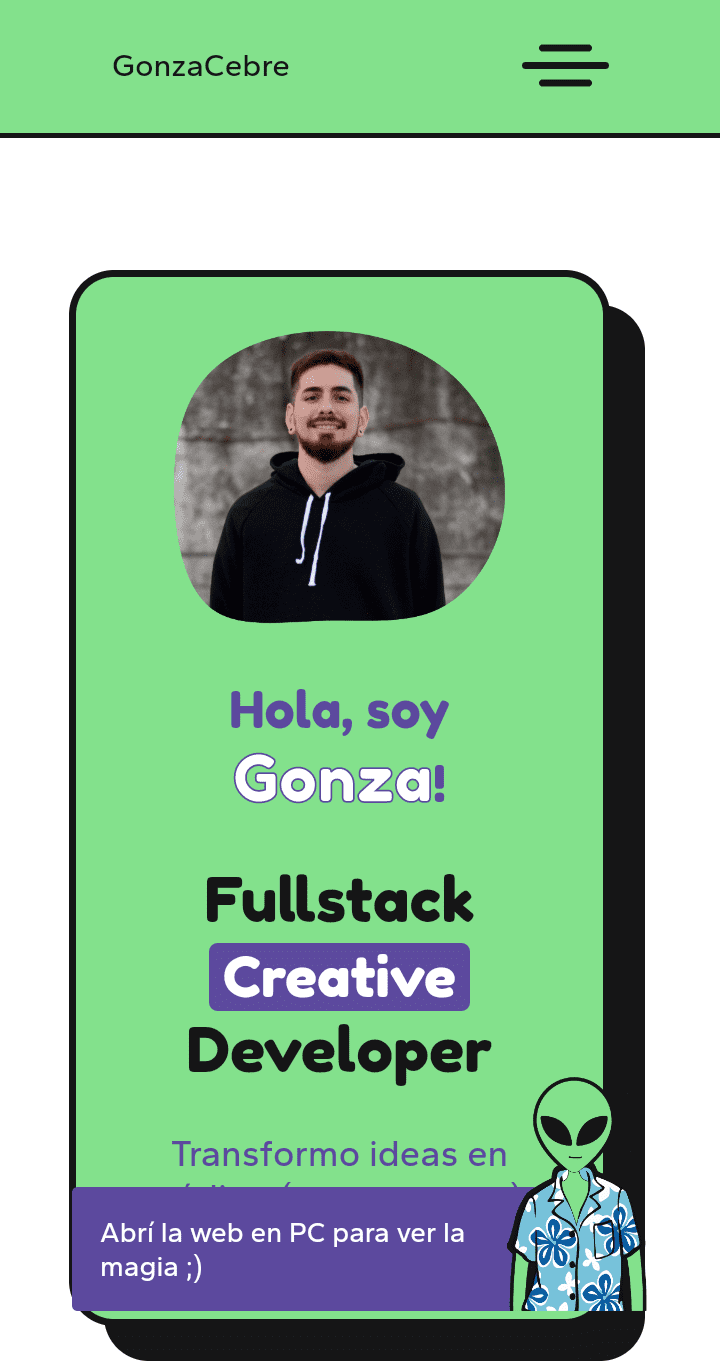 GonzaCebre
Hola, soy
Gonza!
Fullstack
Creative
Developer
Transformo ideas en
Abrí la web en PC para ver la
magia ;)